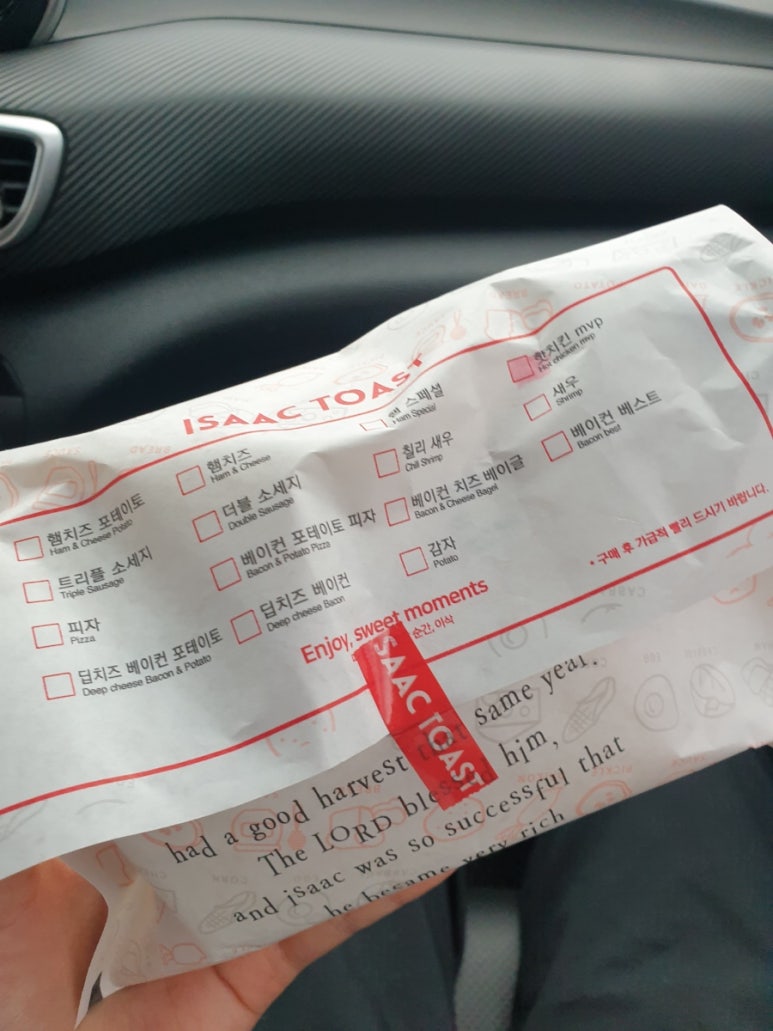 ISAAC TOAST
햄치즈 포테이토
Ham & Cheese Potato
트리플 소세지
Triple Sausage
피자
Pizza
딥치즈 베이컨 포테이토
Deep cheese Bacon & Potato
햄치즈
Ham & Cheese
더블 소세지
Double Sausage
베이컨 포테이토 피자
Bacon & Potato Pizza
딥치즈 베이컨
Deep cheese Bacon
햄 스페셜
Ham Special
칠리 새우
Chili Shrimp
베이컨 치즈 베이글
Bacon & Cheese Bagel
감자
Potato
핫치킨 mvp
Hot chicken mvp
새우
Shrimp
베이컨 베스트
Bacon best
* 구매 후 가급적 빨리 드시기 바랍니다.
Enjoy, sweet moments
순간, 이삭
ISAAC TOAST
had a good harvest that same year.
The LORD blessed him,
and isaac was so successful that
he became very rich